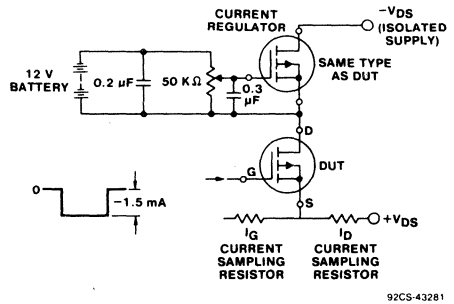 CURRENT
REGULATOR
−VDS
(ISOLATED
SUPPLY)
SAME TYPE
AS DUT
12 V
BATTERY
0.2 μF
50 KΩ
0.3
μF
D
DUT
G
S
0
−1.5 mA
+VDS
IG
CURRENT
SAMPLING
RESISTOR
ID
CURRENT
SAMPLING
RESISTOR
92CS-43281